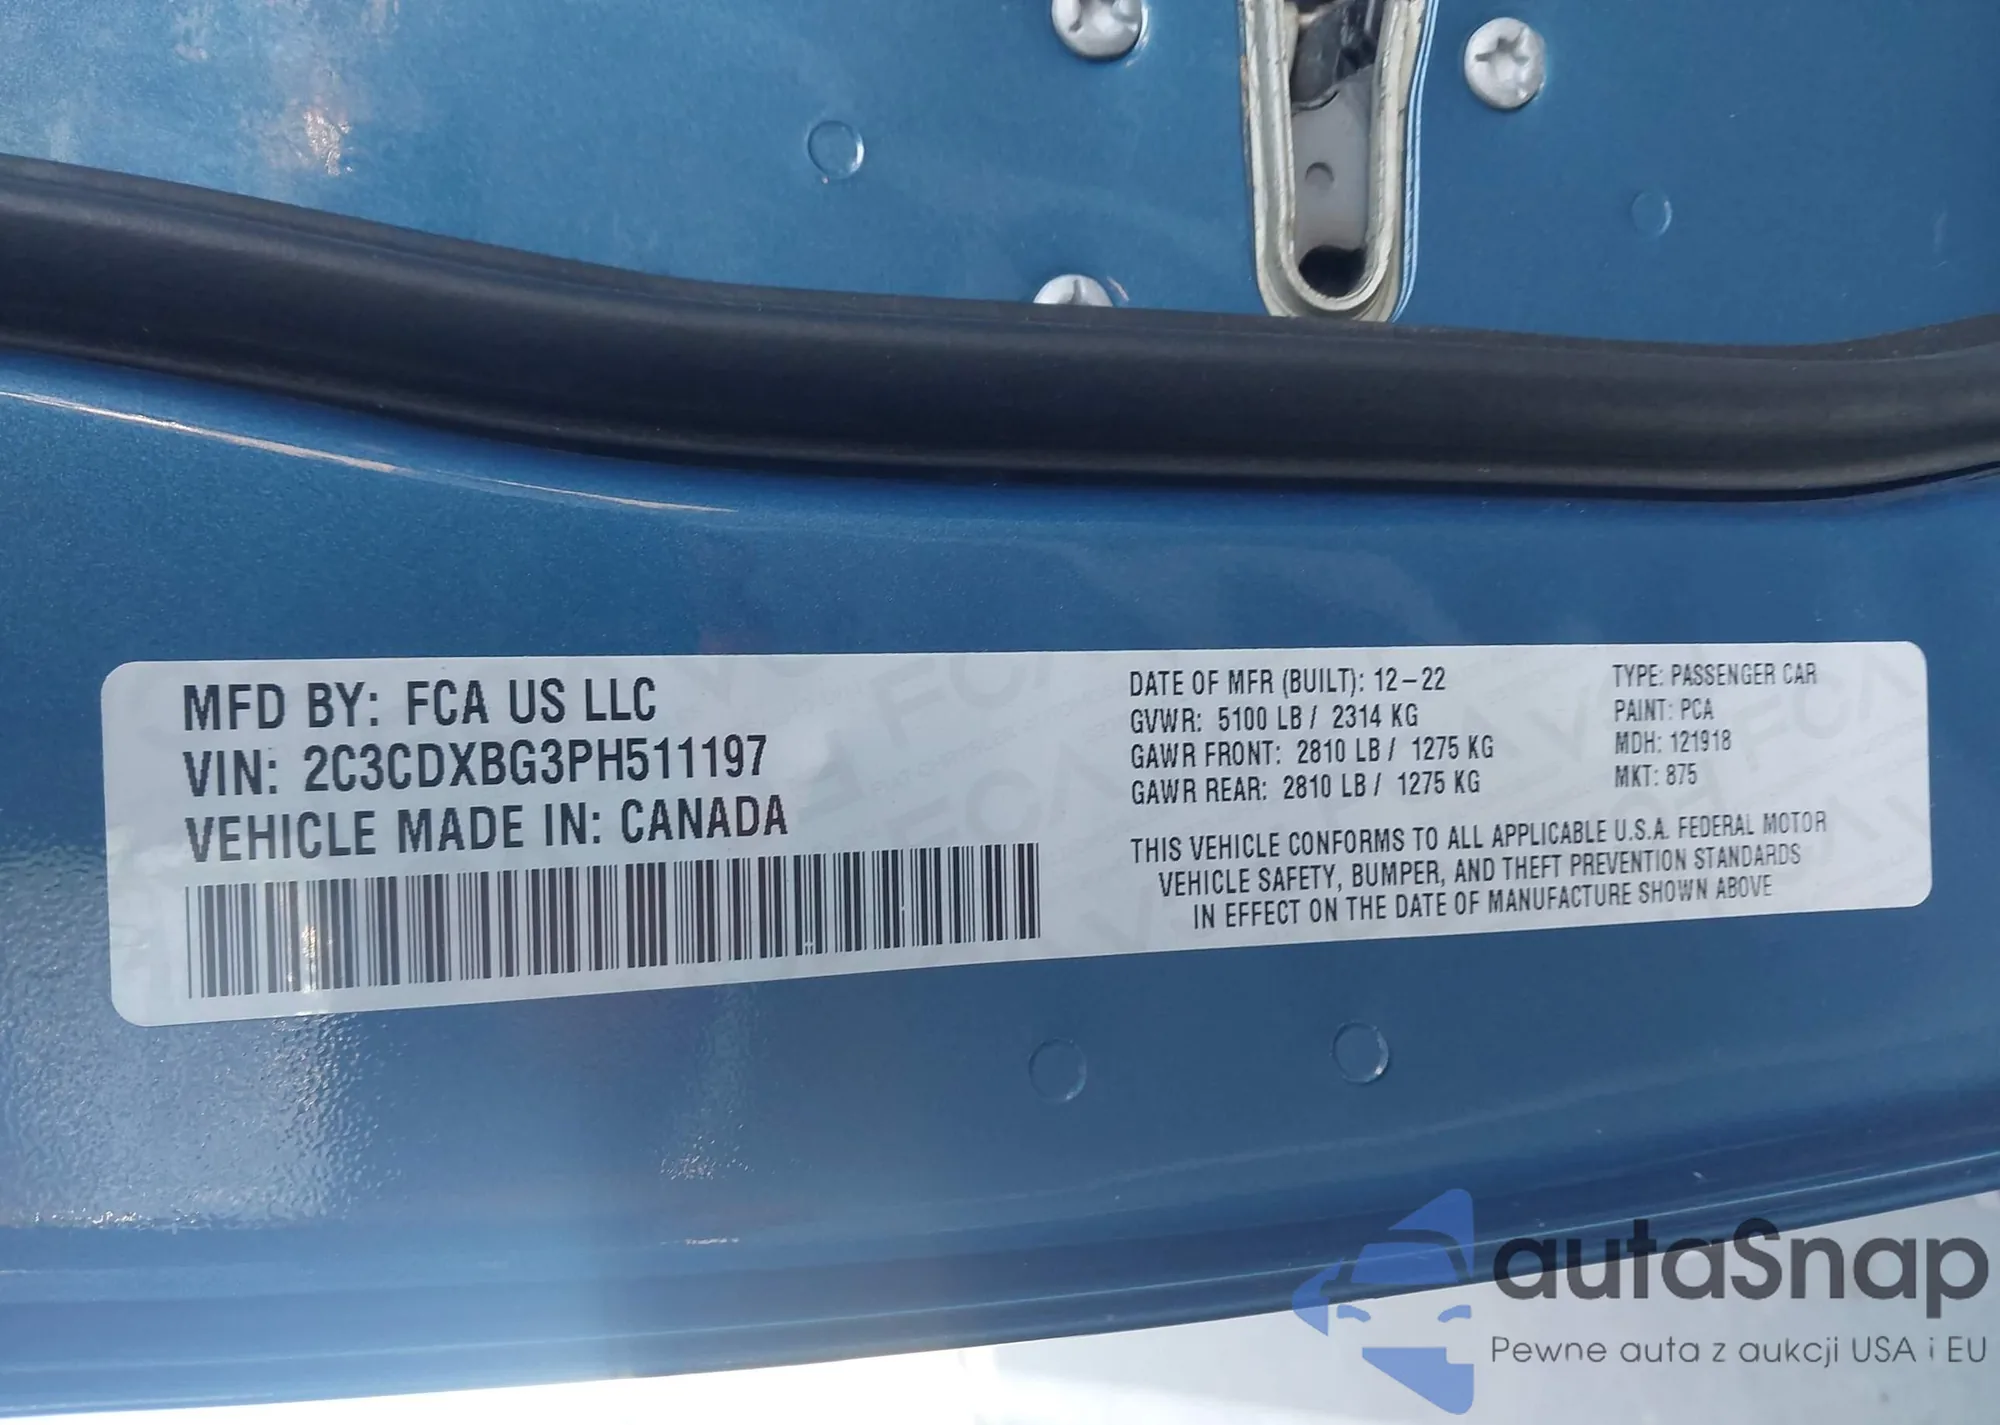 MFD BY: FCA US LLC
VIN: 2C3CDXBG3PH511197
VEHICLE MADE IN: CANADA
DATE OF MFR (BUILT): 12-22
GVWR: 5100 LB / 2314 KG
GAWR FRONT: 2810 LB / 1275 KG
GAWR REAR: 2810 LB / 1275 KG
TYPE: PASSENGER CAR
PAINT: PCA
MDH: 121918
MKT: 875
THIS VEHICLE CONFORMS TO ALL APPLICABLE U.S.A. FEDERAL MOTOR
VEHICLE SAFETY, BUMPER, AND THEFT PREVENTION STANDARDS
IN EFFECT ON THE DATE OF MANUFACTURE SHOWN ABOVE
autaSnap
Pewne auta z aukcji USA i EU